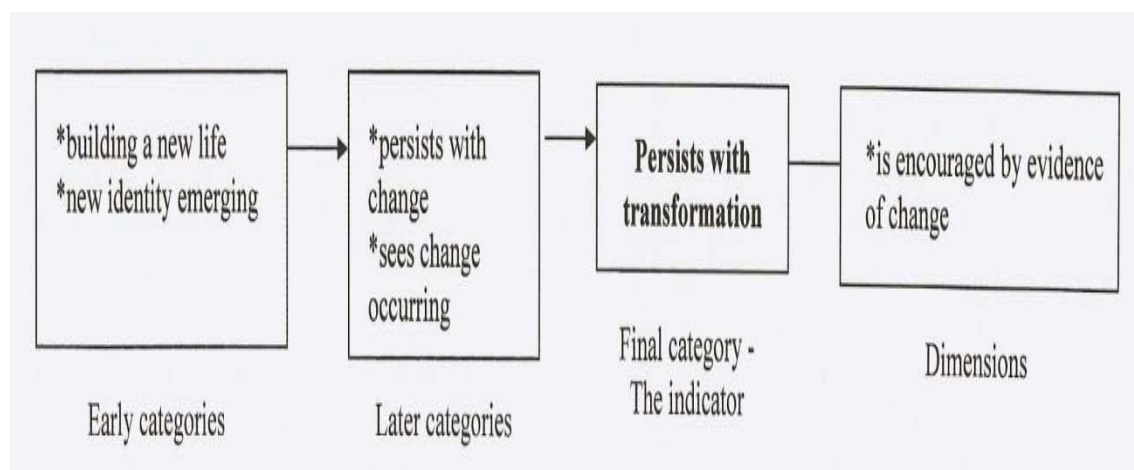 *building a new life
*new identity emerging
*persists with
change
*sees change
occurring
Persists with
transformation
*is encouraged by evidence
of change
Early categories
Later categories
Final category -
The indicator
Dimensions